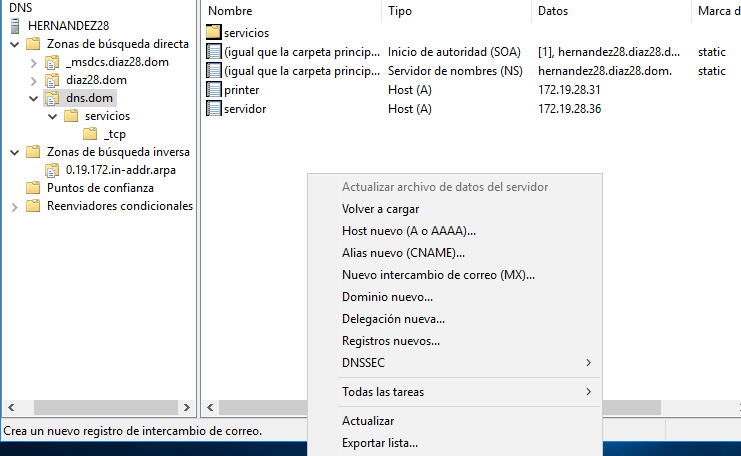 DNS
HERNANDEZ28
Zonas de búsqueda directa
_msdcs.diaz28.dom
diaz28.dom
dns.dom
servicios
_tcp
Zonas de búsqueda inversa
0.19.172.in-addr.arpa
Puntos de confianza
Reenviadores condicionales
Nombre Tipo Datos Marca d
servicios
(igual que la carpeta princip... Inicio de autoridad (SOA) [1], hernandez28.diaz28.d... static
(igual que la carpeta princip... Servidor de nombres (NS) hernandez28.diaz28.dom. static
printer Host (A) 172.19.28.31
servidor Host (A) 172.19.28.36
Actualizar archivo de datos del servidor
Volver a cargar
Host nuevo (A o AAAA)...
Alias nuevo (CNAME)...
Nuevo intercambio de correo (MX)...
Dominio nuevo...
Delegación nueva...
Registros nuevos...
DNSSEC
Todas las tareas
Actualizar
Exportar lista...
Crea un nuevo registro de intercambio de correo.